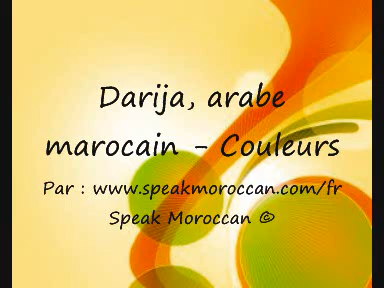 Darija, arabe
marocain - Couleurs
Par : www.speakmoroccan.com/fr
Speak Moroccan ©